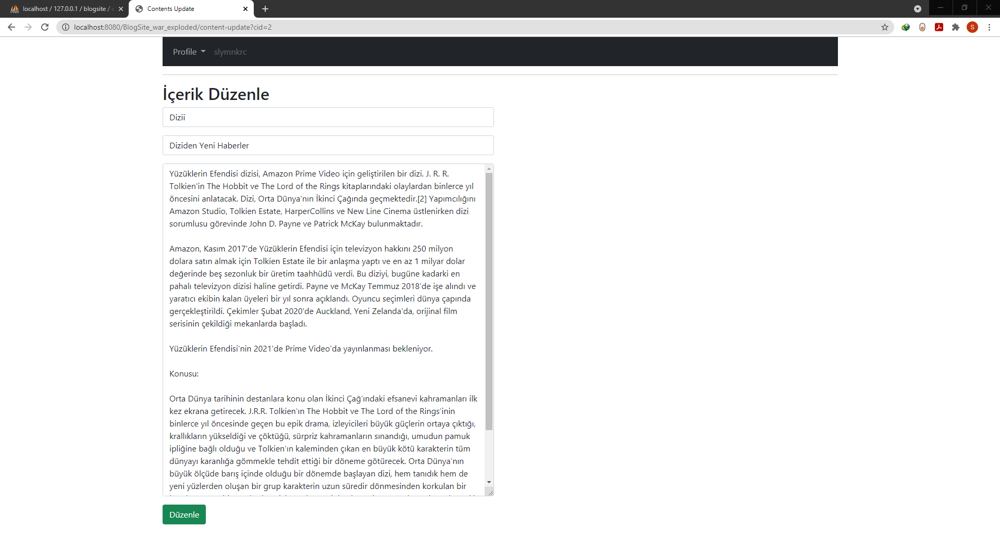 localhost / 127.0.0.1 / blogsite /
Contents Update
localhost:8080/BlogSite_war_exploded/content-update?cid=2
S
Profile
slymnkrc
İçerik Düzenle
Dizii
Diziden Yeni Haberler
Yüzüklerin Efendisi dizisi, Amazon Prime Video için geliştirilen bir dizi. J. R. R.
Tolkien'in The Hobbit ve The Lord of the Rings kitaplarındaki olaylardan binlerce yıl
öncesini anlatacak. Dizi, Orta Dünya'nın İkinci Çağında geçmektedir.[2] Yapımcılığını
Amazon Studio, Tolkien Estate, HarperCollins ve New Line Cinema üstlenirken dizi
sorumlusu görevinde John D. Payne ve Patrick McKay bulunmaktadır.
Amazon, Kasım 2017'de Yüzüklerin Efendisi için televizyon hakkını 250 milyon
dolara satın almak için Tolkien Estate ile bir anlaşma yaptı ve en az 1 milyar dolar
değerinde beş sezonluk bir üretim taahhüdü verdi. Bu diziyi, bugüne kadarki en
pahalı televizyon dizisi haline getirdi. Payne ve McKay Temmuz 2018'de işe alındı ve
yaratıcı ekibin kalan üyeleri bir yıl sonra açıklandı. Oyuncu seçimleri dünya çapında
gerçekleştirildi. Çekimler Şubat 2020'de Auckland, Yeni Zelanda'da, orijinal film
serisinin çekildiği mekanlarda başladı.
Yüzüklerin Efendisi'nin 2021'de Prime Video'da yayınlanması bekleniyor.
Konusu:
Orta Dünya tarihinin destanlara konu olan İkinci Çağ’ındaki efsanevi kahramanları ilk
kez ekrana getirecek. J.R.R. Tolkien’ın The Hobbit ve The Lord of the Rings’inin
binlerce yıl öncesinde geçen bu epik drama, izleyicileri büyük güçlerin ortaya çıktığı,
krallıkların yükseldiği ve çöktüğü, sürpriz kahramanların sınandığı, umudun pamuk
ipliğine bağlı olduğu ve Tolkien’ın kaleminden çıkan en büyük kötü karakterin tüm
dünyayı karanlığa gömmekle tehdit ettiği bir döneme götürecek. Orta Dünya’nın
büyük ölçüde barış içinde olduğu bir dönemde başlayan dizi, hem tanıdık hem de
yeni yüzlerden oluşan bir grup karakterin uzun süredir dönmesinden korkulan bir
Düzenle